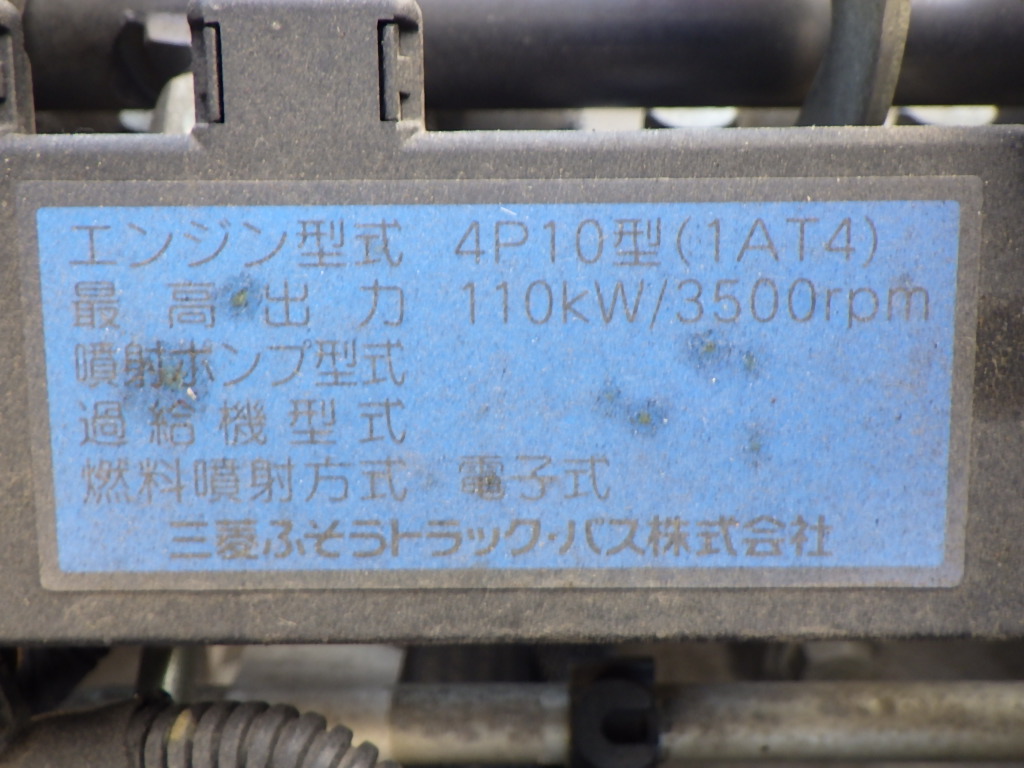 エンジン型式 4P10型(1AT4)
最高出力 110kW/3500rpm
噴射ポンプ型式
過給機型式
燃料噴射方式 電子式
三菱ふそうトラック・バス株式会社